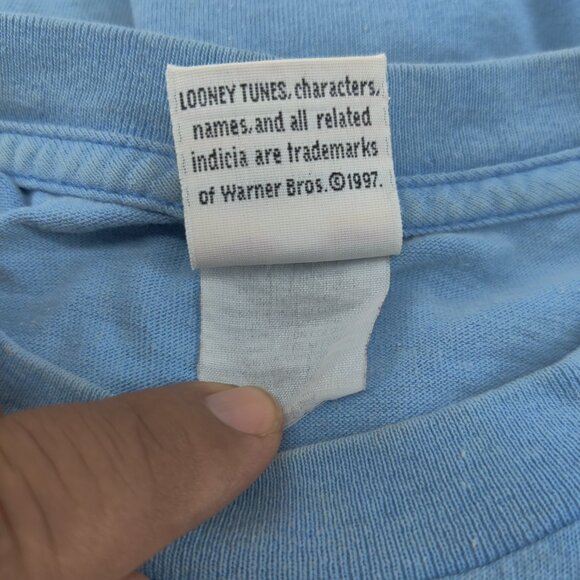 LOONEY TUNES, characters,
names, and all related
indicia are trademarks
of Warner Bros. ©1997.